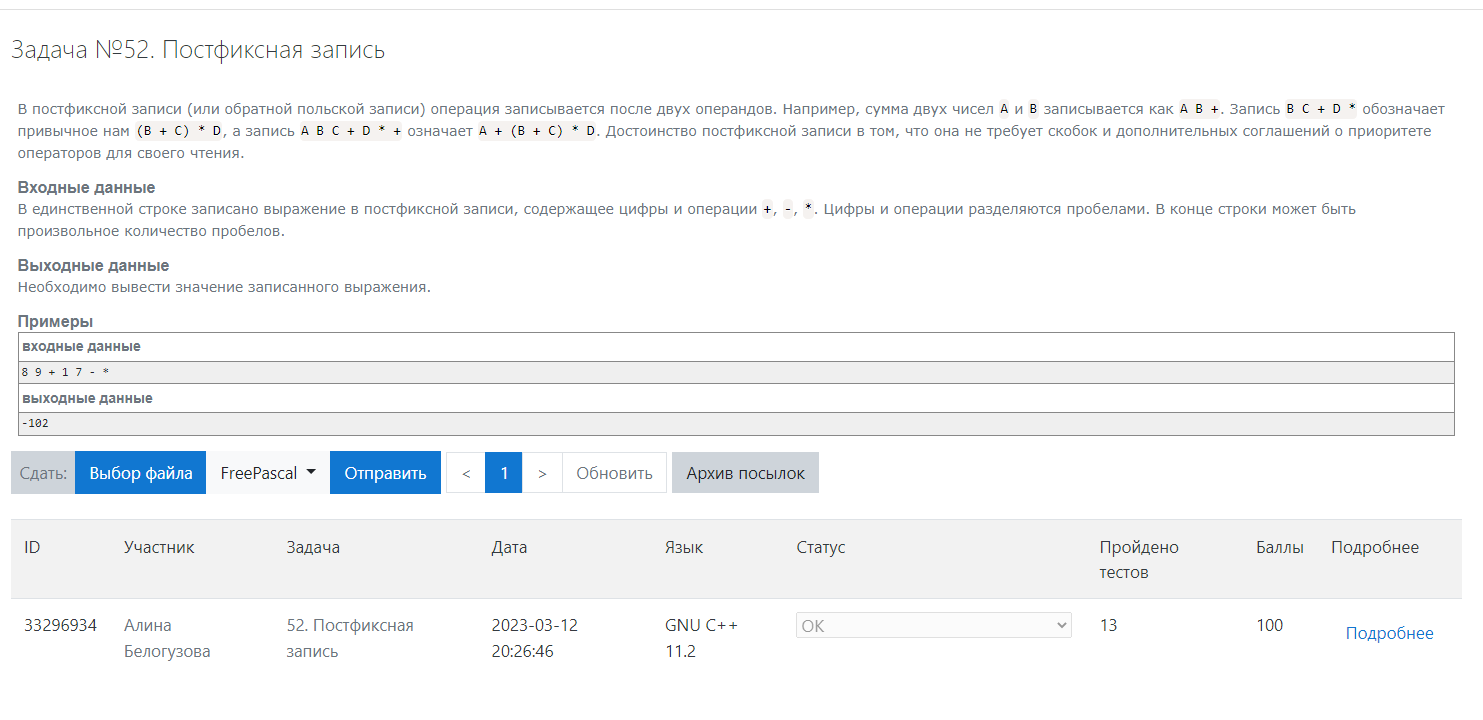 Задача №52. Постфиксная запись
В постфиксной записи (или обратной польской записи) операция записывается после двух операндов. Например, сумма двух чисел A и B записывается как A B +. Запись B C + D * обозначает
привычное нам (B + C) * D, а запись A B C + D * + означает A + (B + C) * D. Достоинство постфиксной записи в том, что она не требует скобок и дополнительных соглашений о приоритете
операторов для своего чтения.
Входные данные
В единственной строке записано выражение в постфиксной записи, содержащее цифры и операции +, -, *. Цифры и операции разделяются пробелами. В конце строки может быть
произвольное количество пробелов.
Выходные данные
Необходимо вывести значение записанного выражения.
Примеры
входные данные
8 9 + 1 7 - *
выходные данные
-102
Сдать: Выбор файла FreePascal Отправить < 1 > Обновить Архив посылок
ID Участник Задача Дата Язык Статус Пройдено Баллы Подробнее
тестов
33296934 Алина 52. Постфиксная 2023-03-12 GNU C++ OK 13 100 Подробнее
Белогузова запись 20:26:46 11.2